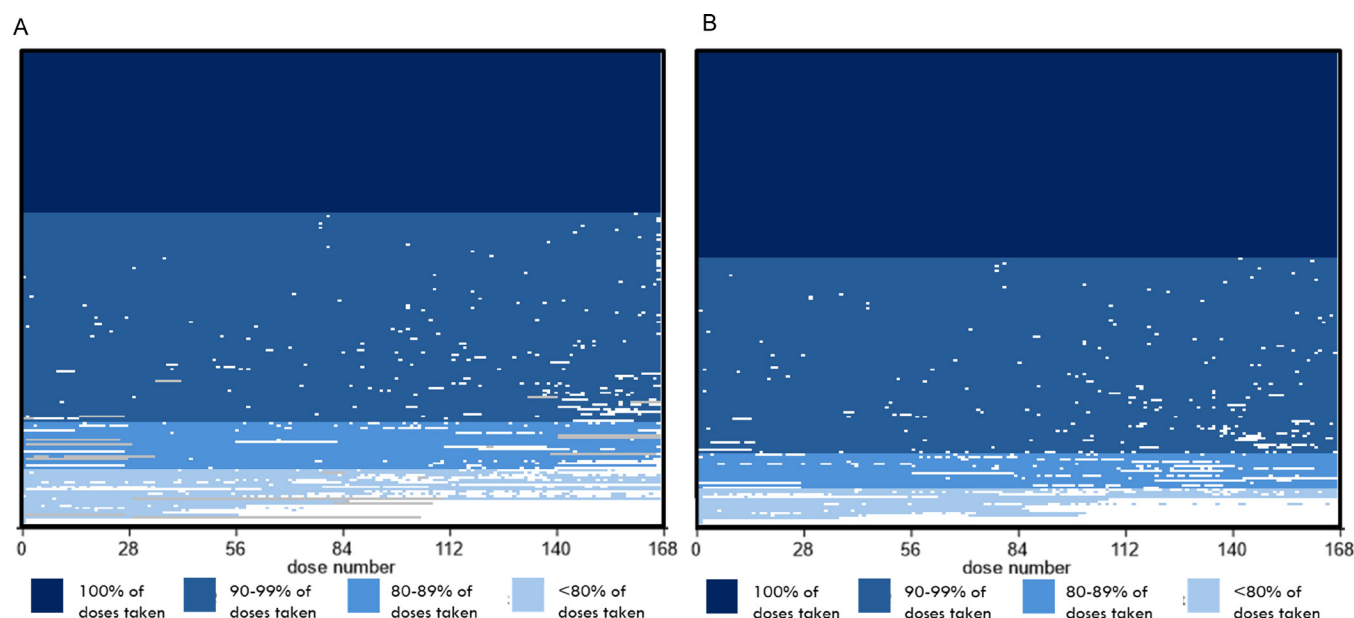 A
B
0 28 56 84 112 140 168
dose number
0 28 56 84 112 140 168
dose number
100% of
doses taken
90-99% of
doses taken
80-89% of
doses taken
<80% of
doses taken
100% of
doses taken
90-99% of
doses taken
80-89% of
doses taken
<80% of
doses taken